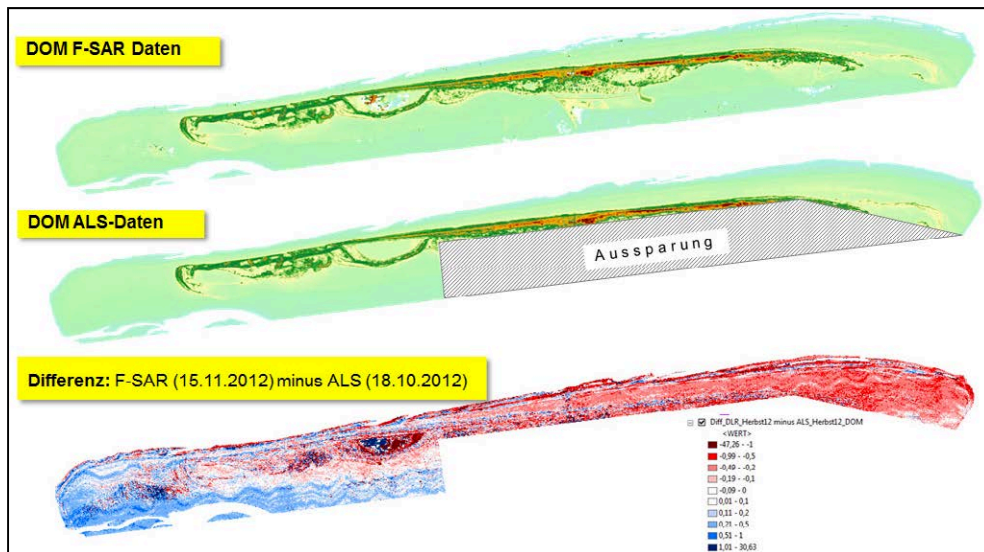 DOM F-SAR Daten
DOM ALS-Daten
Aussparung
Differenz: F-SAR (15.11.2012) minus ALS (18.10.2012)
Diff_DLR_Herbst12 minus ALS_Herbst12_DOM
<WERT>
-47,26 - -1
-0,99 - -0,5
-0,49 - -0,2
-0,19 - -0,1
-0,09 - 0
0,01 - 0,1
0,11 - 0,2
0,21 - 0,5
0,51 - 1
1,01 - 30,63